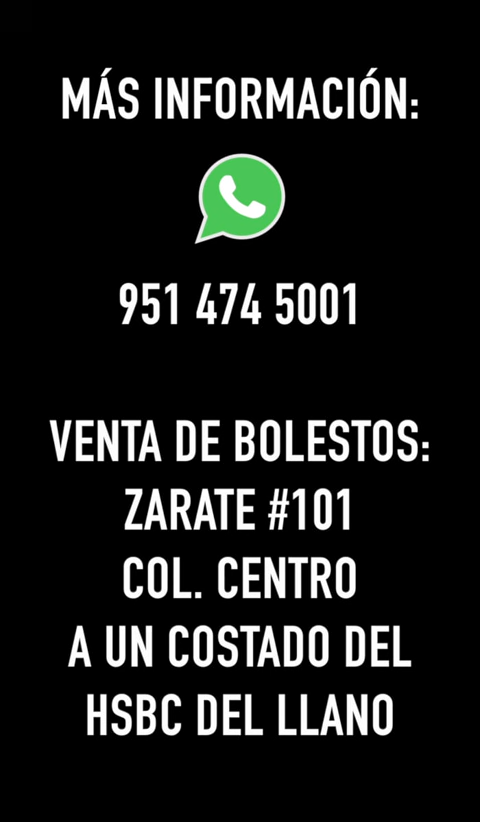 MÁS INFORMACIÓN:
951 474 5001
VENTA DE BOLESTOS:
ZARATE #101
COL. CENTRO
A UN COSTADO DEL
HSBC DEL LLANO